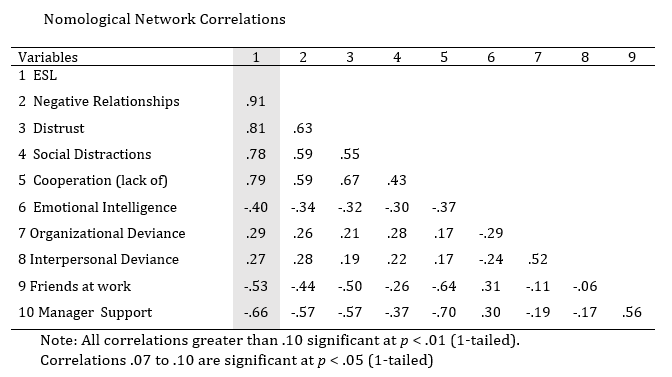 Nomological Network Correlations
Variables 1 2 3 4 5 6 7 8 9
1 ESL
2 Negative Relationships .91
3 Distrust .81 .63
4 Social Distractions .78 .59 .55
5 Cooperation (lack of) .79 .59 .67 .43
6 Emotional Intelligence -.40 -.34 -.32 -.30 -.37
7 Organizational Deviance .29 .26 .21 .28 .17 -.29
8 Interpersonal Deviance .27 .28 .19 .22 .17 -.24 .52
9 Friends at work -.53 -.44 -.50 -.26 -.64 .31 -.11 -.06
10 Manager Support -.66 -.57 -.57 -.37 -.70 .30 -.19 -.17 .56
Note: All correlations greater than .10 significant at p < .01 (1-tailed).
Correlations .07 to .10 are significant at p < .05 (1-tailed)